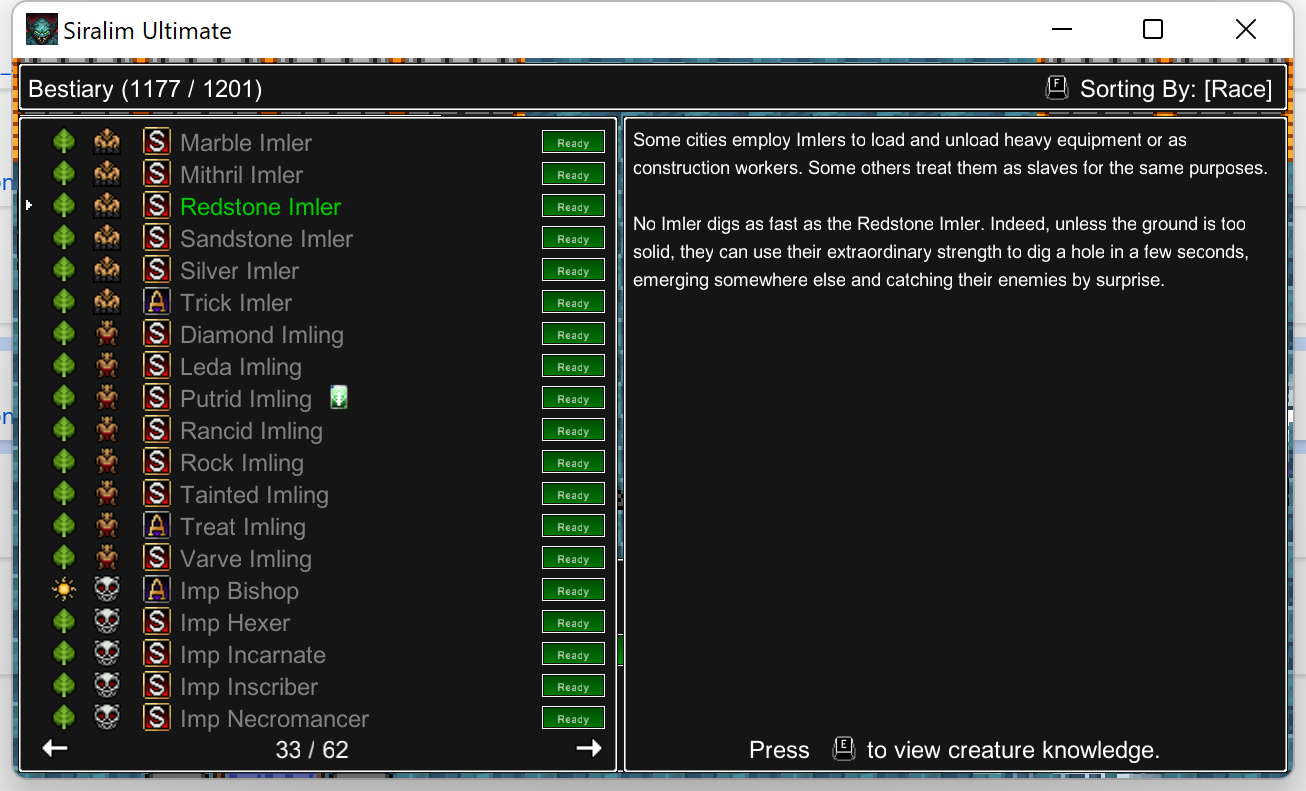 Siralim Ultimate
Bestiary (1177 / 1201)
F Sorting By: [Race]
S Marble Imler Ready
S Mithril Imler Ready
S Redstone Imler Ready
S Sandstone Imler Ready
S Silver Imler Ready
A Trick Imler Ready
S Diamond Imling Ready
S Leda Imling Ready
S Putrid Imling Ready
S Rancid Imling Ready
S Rock Imling Ready
S Tainted Imling Ready
A Treat Imling Ready
S Varve Imling Ready
A Imp Bishop Ready
S Imp Hexer Ready
S Imp Incarnate Ready
S Imp Inscriber Ready
S Imp Necromancer Ready
33 / 62
Some cities employ Imlers to load and unload heavy equipment or as
construction workers. Some others treat them as slaves for the same purposes.
No Imler digs as fast as the Redstone Imler. Indeed, unless the ground is too
solid, they can use their extraordinary strength to dig a hole in a few seconds,
emerging somewhere else and catching their enemies by surprise.
Press E to view creature knowledge.